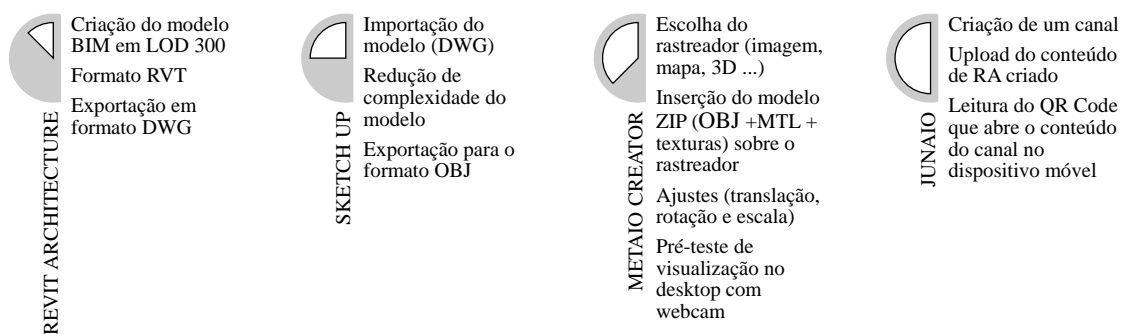 REVIT ARCHITECTURE
Criação do modelo
BIM em LOD 300
Formato RVT
Exportação em
formato DWG
SKETCH UP
Importação do
modelo (DWG)
Redução de
complexidade do
modelo
Exportação para o
formato OBJ
METAIO CREATOR
Escolha do
rastreador (imagem,
mapa, 3D ...)
Inserção do modelo
ZIP (OBJ +MTL +
texturas) sobre o
rastreador
Ajustes (translação,
rotação e escala)
Pré-teste de
visualização no
desktop com
webcam
JUNAIO
Criação de um canal
Upload do conteúdo
de RA criado
Leitura do QR Code
que abre o conteúdo
do canal no
dispositivo móvel